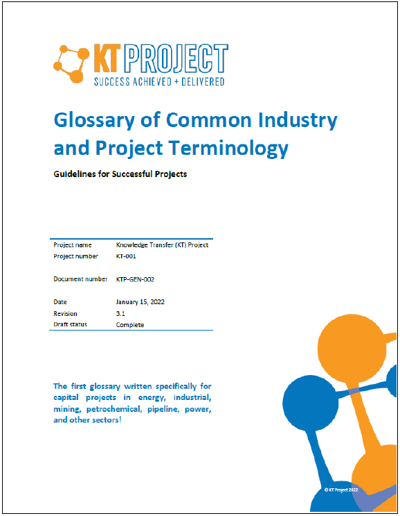 KTPROJECT
SUCCESS ACHIEVED + DELIVERED
Glossary of Common Industry
and Project Terminology
Guidelines for Successful Projects
Project name Knowledge Transfer (KT) Project
Project number KT-001
Document number KTP-GEN-002
Date January 15, 2022
Revision 3.1
Draft status Complete
The first glossary written specifically for
capital projects in energy, industrial,
mining, petrochemical, pipeline, power,
and other sectors!
© KT Project 2022